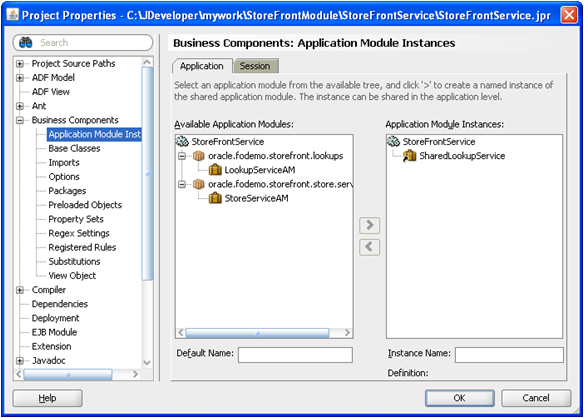 Project Properties - C:\JDeveloper\mywork\StoreFrontModule\StoreFrontService\StoreFrontService.jpr
Search
Project Source Paths
ADF Model
ADF View
Ant
Business Components
Application Module Inst
Base Classes
Imports
Options
Packages
Preloaded Objects
Property Sets
Regex Settings
Registered Rules
Substitutions
View Object
Compiler
Dependencies
Deployment
EJB Module
Extension
Javadoc
Business Components: Application Module Instances
Application Session
Select an application module from the available tree, and click '>' to create a named instance of
the shared application module. The instance can be shared in the application level.
Available Application Modules:
StoreFrontService
oracle.fodemo.storefront.lookups
LookupServiceAM
oracle.fodemo.storefront.store.serv
StoreServiceAM
Default Name:
Application Module Instances:
StoreFrontService
SharedLookupService
Instance Name:
Definition:
Help
OK
Cancel